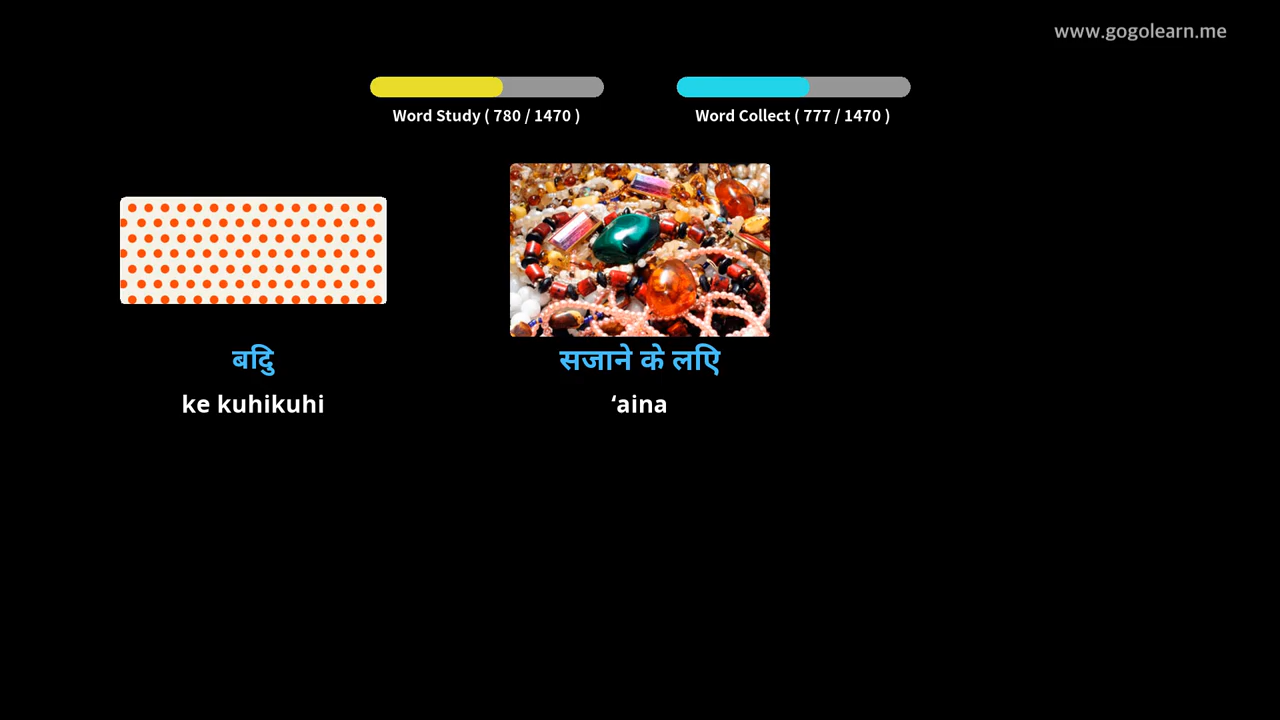 www.gogolearn.me
Word Study ( 780 / 1470 )
Word Collect ( 777 / 1470 )
बिंदु
ke kuhikuhi
सजाने के लिए
ʻaina